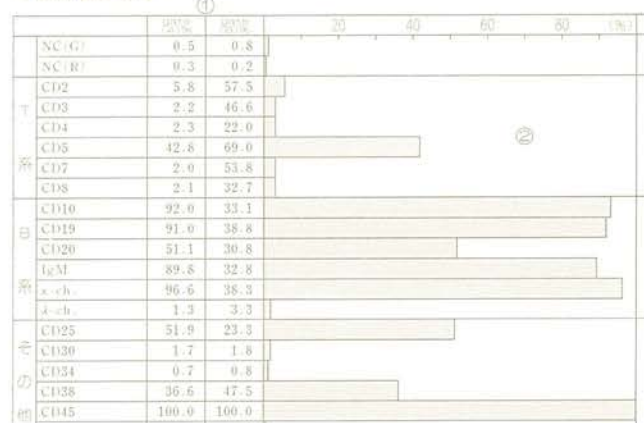 ①
20 40 60 80 (%)
NC(G) 0.5 0.8
NC(R) 0.3 0.2
T系
CD2 5.8 57.5
CD3 2.2 46.6
CD4 2.3 22.0
②
CD5 42.8 69.0
CD7 2.0 53.8
CD8 2.1 32.7
B系
CD10 92.0 33.1
CD19 91.0 38.8
CD20 51.1 30.8
IgM 89.8 32.8
κ-ch. 96.6 38.3
λ-ch. 1.3 3.3
その他
CD25 51.9 23.3
CD30 1.7 1.8
CD34 0.7 0.8
CD38 36.6 47.5
CD45 100.0 100.0